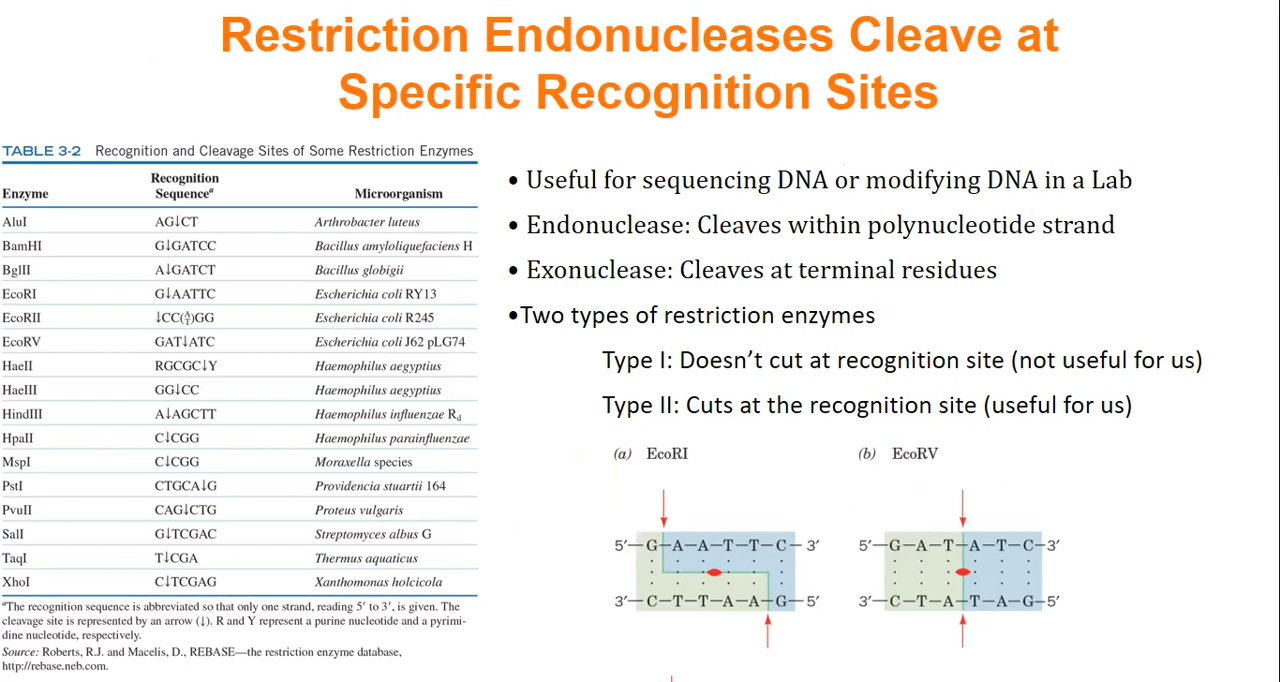 Restriction Endonucleases Cleave at
Specific Recognition Sites
TABLE 3-2 Recognition and Cleavage Sites of Some Restriction Enzymes
Enzyme Recognition Sequenceᵃ Microorganism
AluI AG↓CT Arthrobacter luteus
BamHI G↓GATCC Bacillus amyloliquefaciens H
BglII A↓GATCT Bacillus globigii
EcoRI G↓AATTC Escherichia coli RY13
EcoRII ↓CC(A/T)GG Escherichia coli R245
EcoRV GAT↓ATC Escherichia coli J62 pLG74
HaeII RGCGC↓Y Haemophilus aegyptius
HaeIII GG↓CC Haemophilus aegyptius
HindIII A↓AGCTT Haemophilus influenzae Rd
HpaII C↓CGG Haemophilus parainfluenzae
MspI C↓CGG Moraxella species
PstI CTGCA↓G Providencia stuartii 164
PvuII CAG↓CTG Proteus vulgaris
SalI G↓TCGAC Streptomyces albus G
TaqI T↓CGA Thermus aquaticus
XhoI C↓TCGAG Xanthomonas holcicola
ᵃThe recognition sequence is abbreviated so that only one strand, reading 5′ to 3′, is given. The
cleavage site is represented by an arrow (↓). R and Y represent a purine nucleotide and a pyrimi-
dine nucleotide, respectively.
Source: Roberts, R.J. and Macelis, D., REBASE—the restriction enzyme database,
http://rebase.neb.com.
• Useful for sequencing DNA or modifying DNA in a Lab
• Endonuclease: Cleaves within polynucleotide strand
• Exonuclease: Cleaves at terminal residues
•Two types of restriction enzymes
Type I: Doesn’t cut at recognition site (not useful for us)
Type II: Cuts at the recognition site (useful for us)
(a) EcoRI
5′—G—A—A—T—T—C—3′
3′—C—T—T—A—A—G—5′
(b) EcoRV
5′—G—A—T—A—T—C—3′
3′—C—T—A—T—A—G—5′